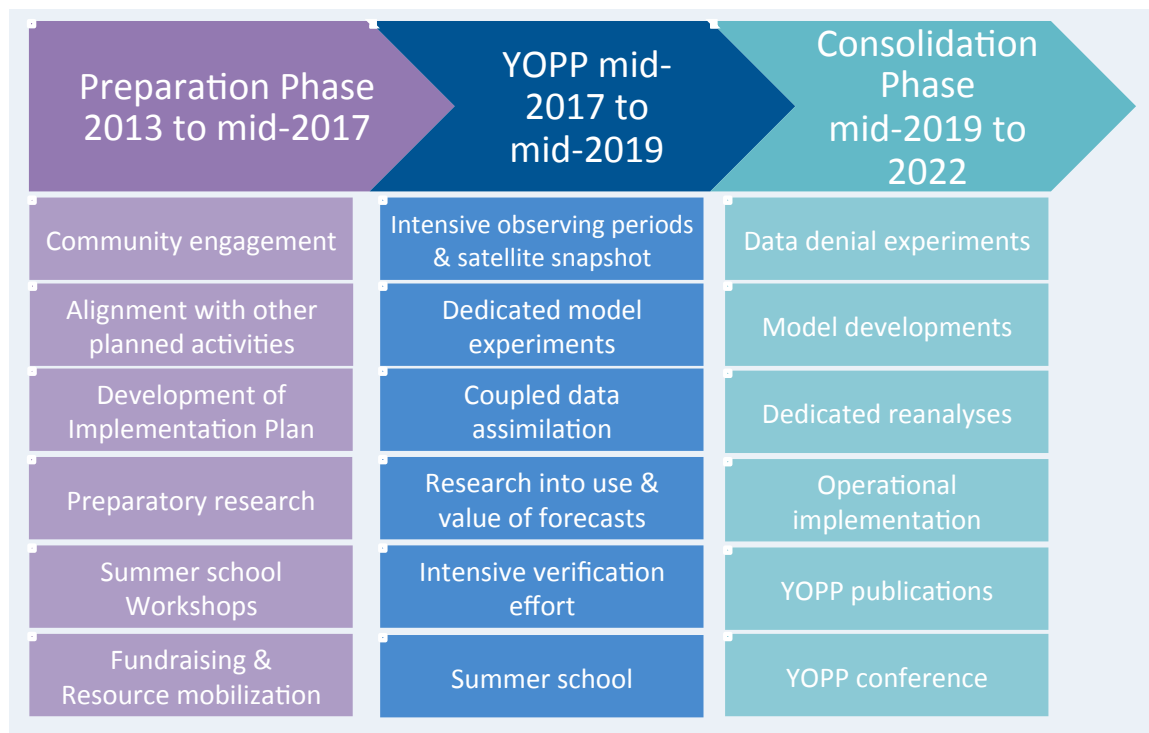 Preparation Phase
2013 to mid-2017
YOPP mid-
2017 to
mid-2019
Consolidation
Phase
mid-2019 to
2022
Community engagement
Alignment with other
planned activities
Development of
Implementation Plan
Preparatory research
Summer school
Workshops
Fundraising &
Resource mobilization
Intensive observing periods
& satellite snapshot
Dedicated model
experiments
Coupled data
assimilation
Research into use &
value of forecasts
Intensive verification
effort
Summer school
Data denial experiments
Model developments
Dedicated reanalyses
Operational
implementation
YOPP publications
YOPP conference